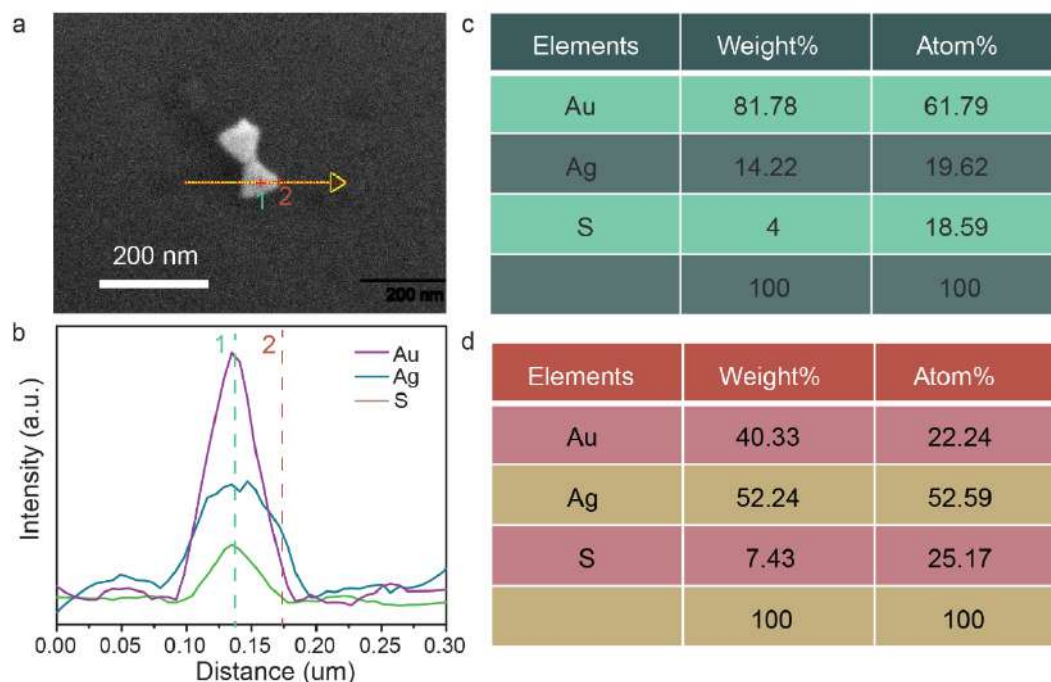 a
2
1
200 nm
200 nm
b
1
2
Au
Ag
S
Intensity (a.u.)
0.00 0.05 0.10 0.15 0.20 0.25 0.30
Distance (um)
c
Elements Weight% Atom%
Au 81.78 61.79
Ag 14.22 19.62
S 4 18.59
100 100
d
Elements Weight% Atom%
Au 40.33 22.24
Ag 52.24 52.59
S 7.43 25.17
100 100